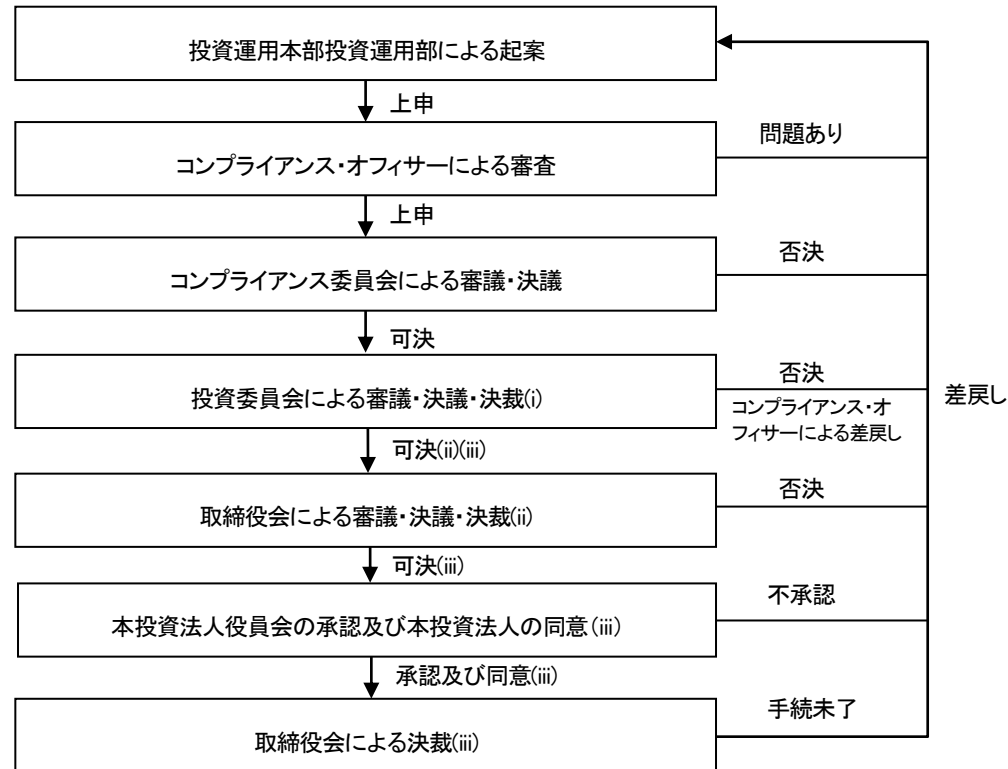 投資運用本部投資運用部による起案
上申
コンプライアンス・オフィサーによる審査
問題あり
上申
コンプライアンス委員会による審議・決議
否決
可決
投資委員会による審議・決議・決裁(i)
否決
コンプライアンス・オ
フィサーによる差戻し
差戻し
可決(ii)(iii)
取締役会による審議・決議・決裁(ii)
否決
可決(iii)
本投資法人役員会の承認及び本投資法人の同意(iii)
不承認
承認及び同意(iii)
取締役会による決裁(iii)
手続未了